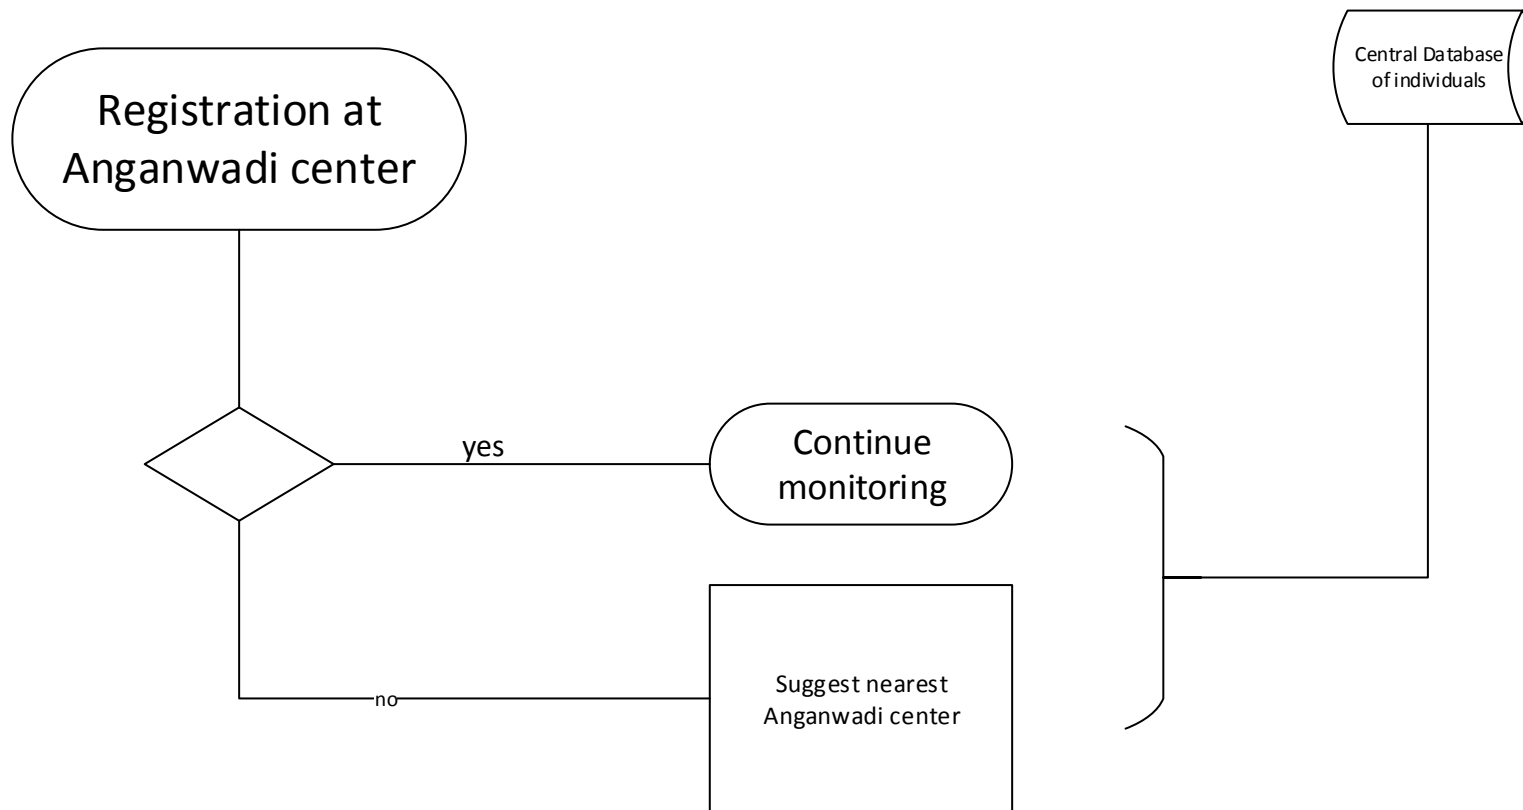 Registration at
Anganwadi center
Central Database
of individuals
yes
Continue
monitoring
no
Suggest nearest
Anganwadi center